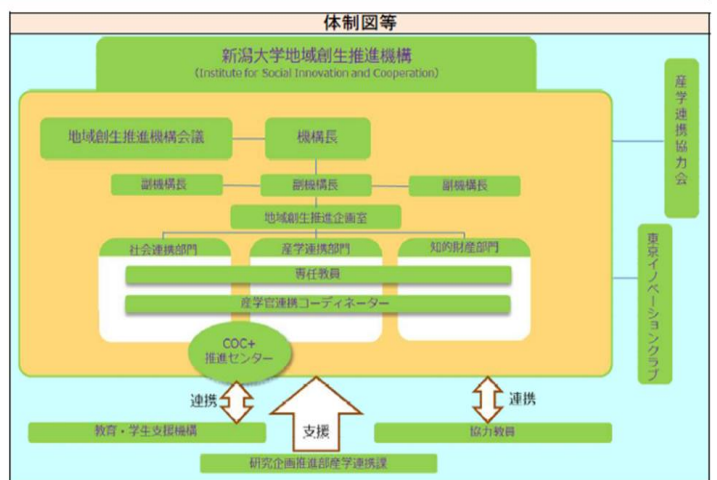 体制図等
新潟大学地域創生推進機構
（Institute for Social Innovation and Cooperation）
産学連携協力会
地域創生推進機構会議
機構長
副機構長
副機構長
副機構長
地域創生推進企画室
社会連携部門
産学連携部門
知的財産部門
専任教員
産学官連携コーディネーター
東京イノベーションクラブ
COC+
推進センター
連携
支援
連携
教育・学生支援機構
協力教員
研究企画推進部産学連携課